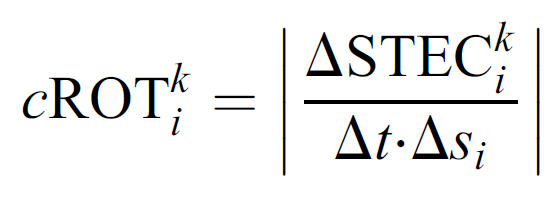 cROT_i^k = | ΔSTEC_i^k / Δt·Δs_i |